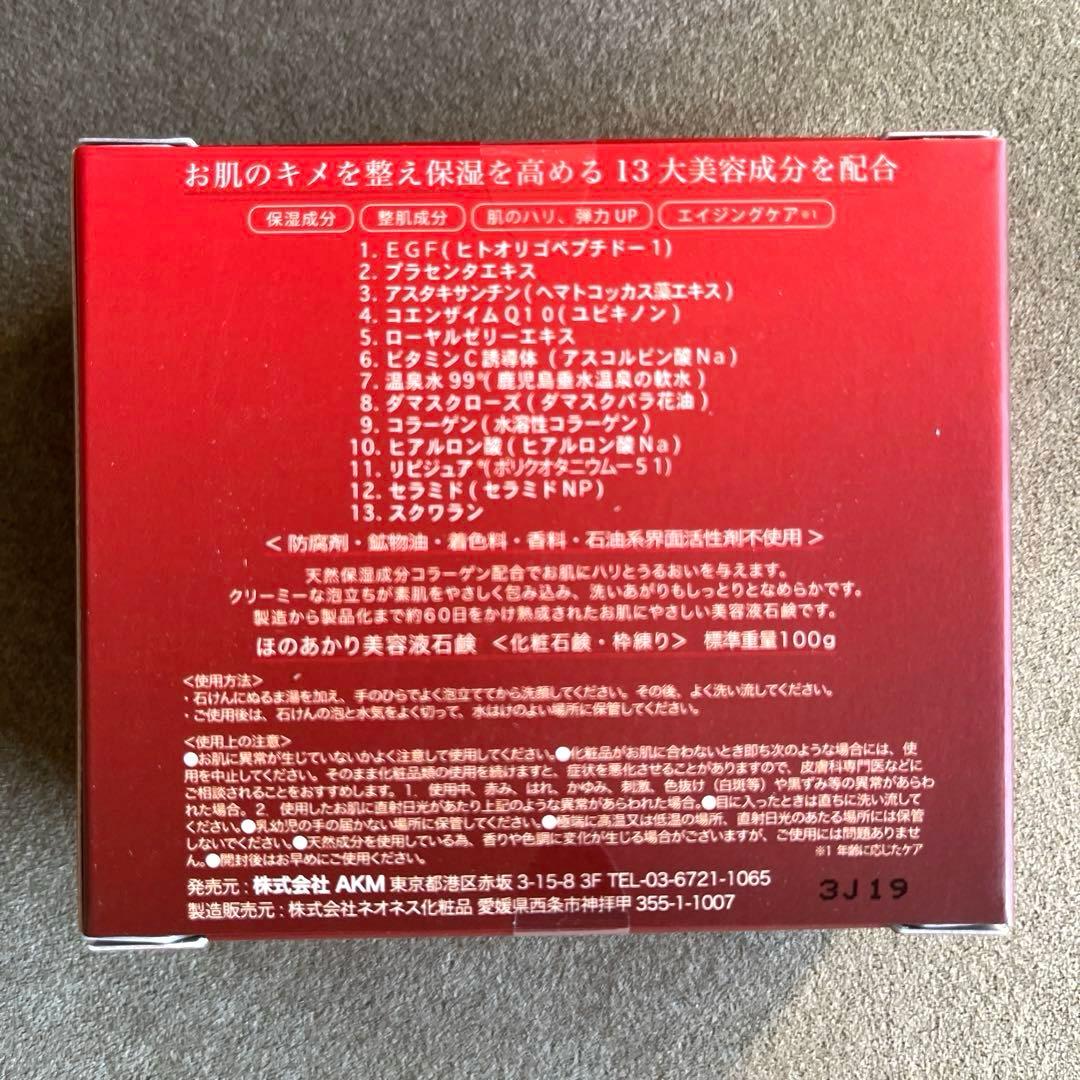 お肌のキメを整え保湿を高める 13 大美容成分を配合
保湿成分 整肌成分 肌のハリ、弾力 UP エイジングケア※1
1. EGF(ヒトオリゴペプチドー1)
2. プラセンタエキス
3. アスタキサンチン(ヘマトコッカス藻エキス)
4. コエンザイムQ10(ユビキノン)
5. ローヤルゼリーエキス
6. ビタミンC誘導体 (アスコルビン酸Na)
7. 温泉水 99®(鹿児島垂水温泉の軟水)
8. ダマスクローズ(ダマスクバラ花油)
9. コラーゲン(水溶性コラーゲン)
10. ヒアルロン酸(ヒアルロン酸Na)
11. リピジュア®(ポリクオタニウムー51)
12. セラミド(セラミドNP)
13. スクワラン
<防腐剤・鉱物油・着色料・香料・石油系界面活性剤不使用>
天然保湿成分コラーゲン配合でお肌にハリとうるおいを与えます。
クリーミーな泡立ちが素肌をやさしく包み込み、洗いあがりもしっとりとなめらかです。
製造から製品化まで約60日をかけ熟成されたお肌にやさしい美容液石鹸です。
ほのあかり美容液石鹸 <化粧石鹸・枠練り> 標準重量100g
<使用方法>
・石けんにぬるま湯を加え、手のひらでよく泡立ててから洗顔してください。その後、よく洗い流してください。
・ご使用後は、石けんの泡と水気をよく切って、水はけのよい場所に保管してください。
<使用上の注意>
●お肌に異常が生じていないかよく注意して使用してください。●化粧品がお肌に合わないとき即ち次のような場合には、使
用を中止してください。そのまま化粧品類の使用を続けますと、症状を悪化させることがありますので、皮膚科専門医などに
ご相談されることをおすすめします。1. 使用中、赤み、はれ、かゆみ、刺激、色抜け(白斑等)や黒ずみ等の異常があらわ
れた場合。2. 使用したお肌に直射日光があたり上記のような異常があらわれた場合。●目に入ったときは直ちに洗い流して
ください。●乳幼児の手の届かない場所に保管してください。●極端に高温又は低温の場所、直射日光のあたる場所には保管
しないでください。●天然成分を使用している為、香りや色調に変化が生じる場合がございますが、ご使用には問題ありませ
ん。●開封後はお早めにご使用ください。
※1 年齢に応じたケア
発売元 : 株式会社 AKM 東京都港区赤坂 3-15-8 3F TEL-03-6721-1065
製造販売元 : 株式会社ネオネス化粧品 愛媛県西条市神拝甲 355-1-1007
3J19